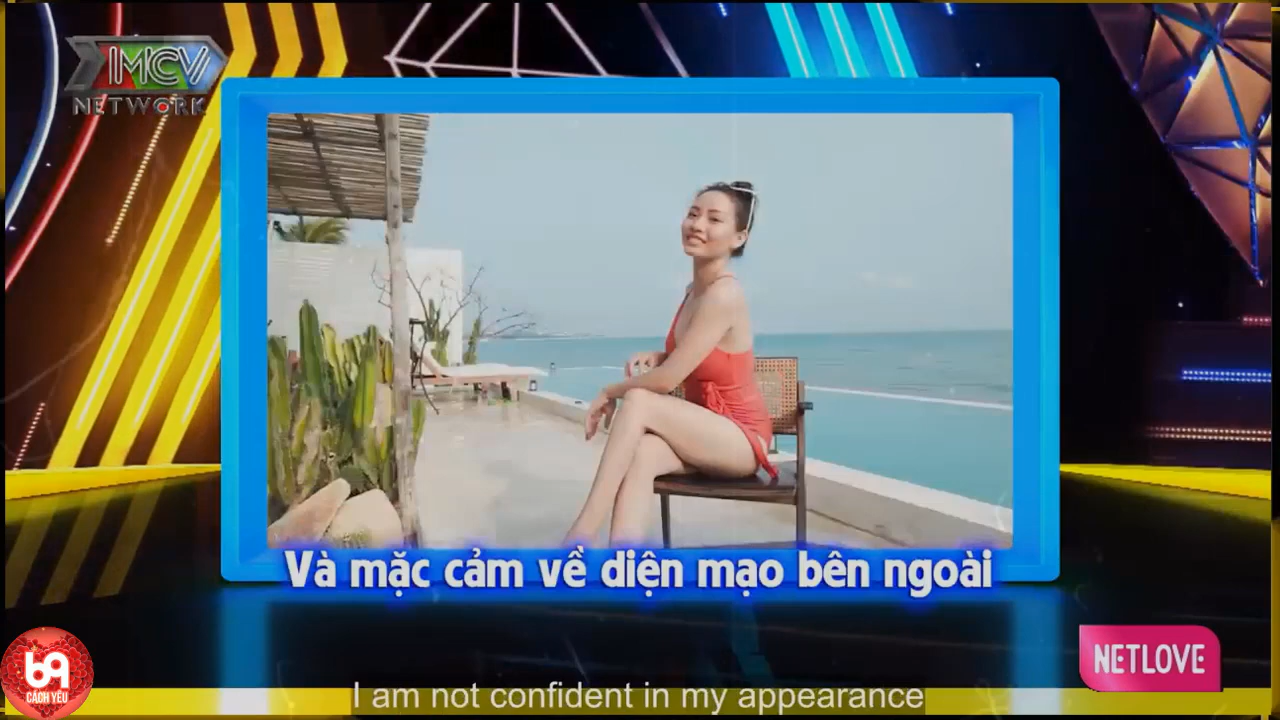 MCV
NETWORK
Và mặc cảm về diện mạo bên ngoài
69
CÁCH YÊU
NETLOVE
I am not confident in my appearance